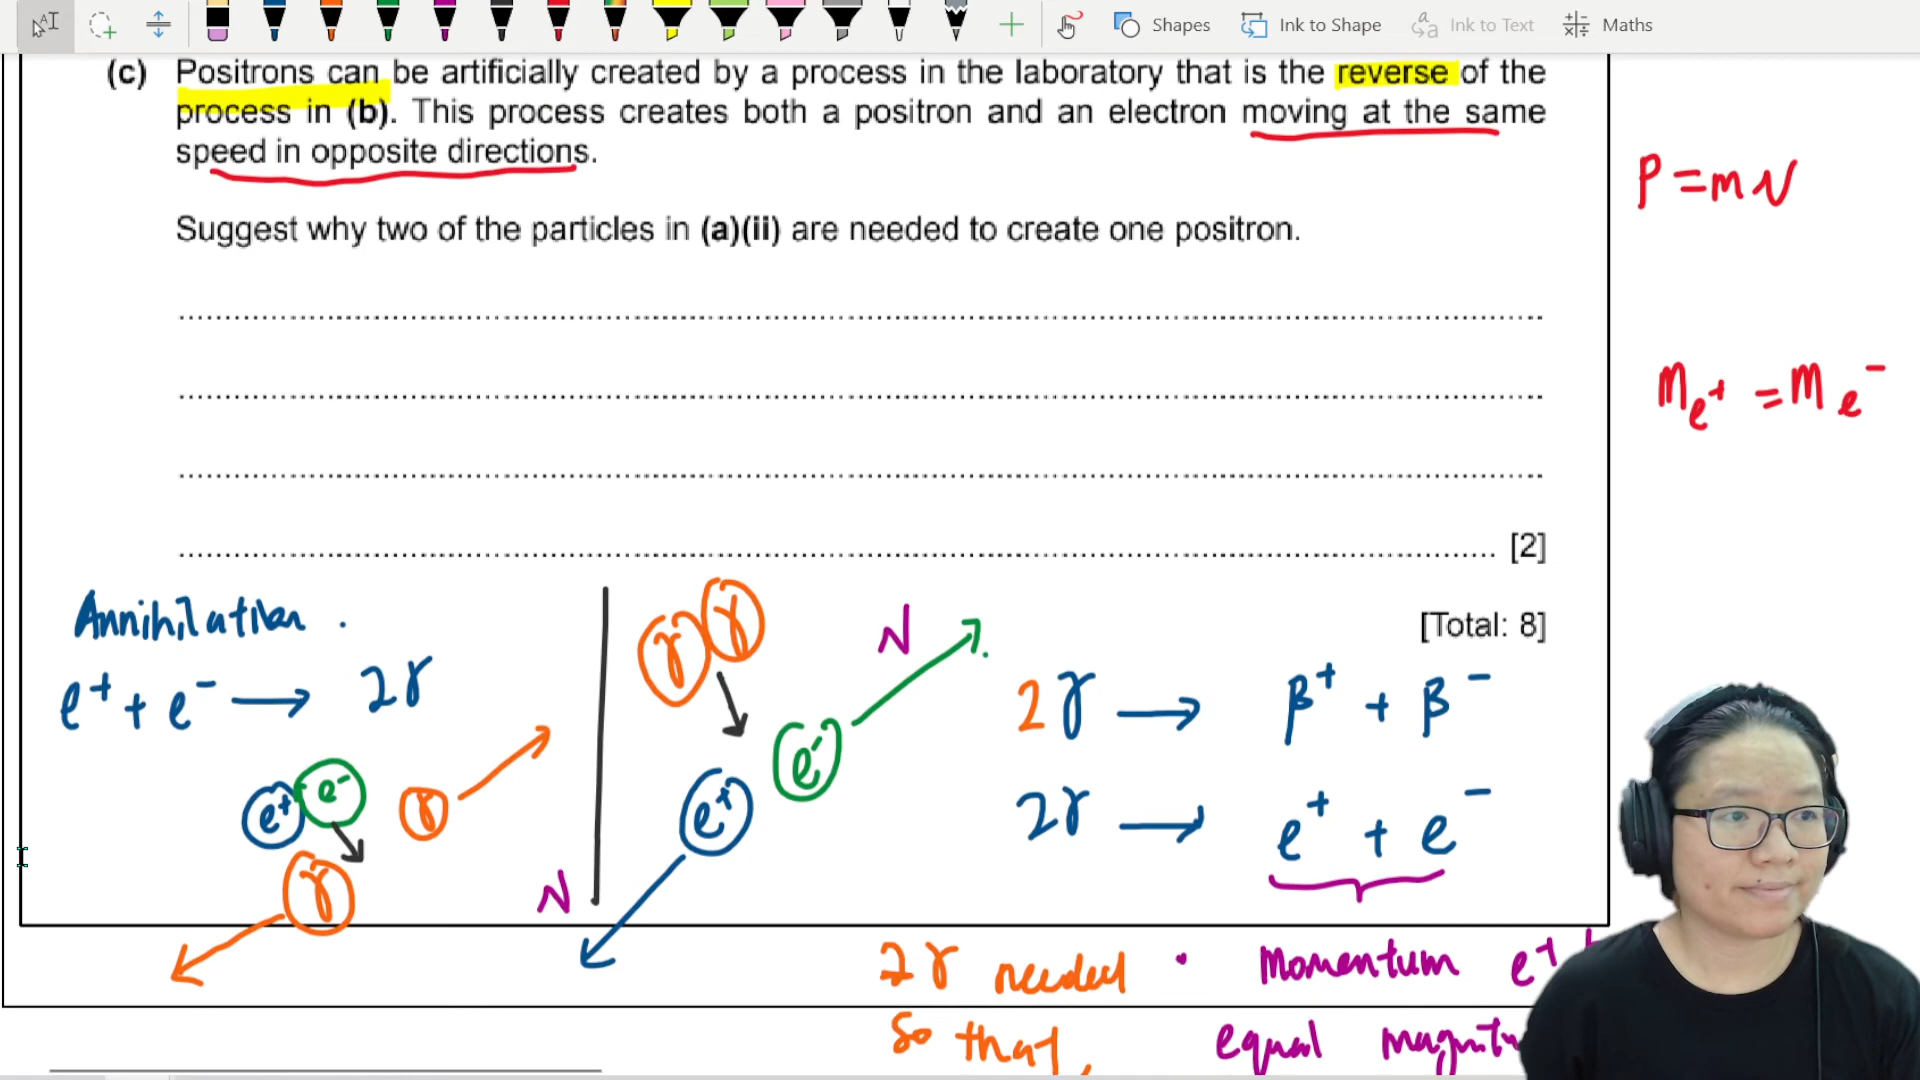 Shapes Ink to Shape Ink to Text Maths
(c) Positrons can be artificially created by a process in the laboratory that is the reverse of the
process in (b). This process creates both a positron and an electron moving at the same
speed in opposite directions.
P = mv
Suggest why two of the particles in (a)(ii) are needed to create one positron.
m e⁺ = m e⁻
[2]
[Total: 8]
Annihilation .
e⁺ + e⁻ → 2γ
e⁺ e⁻ γ
γ
γ γ
v
e⁻
e⁺
v
2γ → β⁺ + β⁻
2γ → e⁺ + e⁻
2γ needed • Momentum e⁺
so that, equal